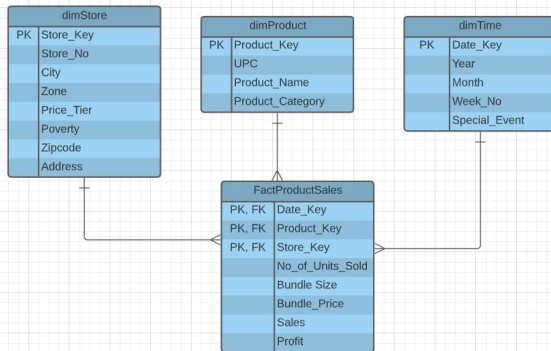 dimStore
PK Store_Key
Store_No
City
Zone
Price_Tier
Poverty
Zipcode
Address
dimProduct
PK Product_Key
UPC
Product_Name
Product_Category
dimTime
PK Date_Key
Year
Month
Week_No
Special_Event
FactProductSales
PK, FK Date_Key
PK, FK Product_Key
PK, FK Store_Key
No_of_Units_Sold
Bundle Size
Bundle_Price
Sales
Profit